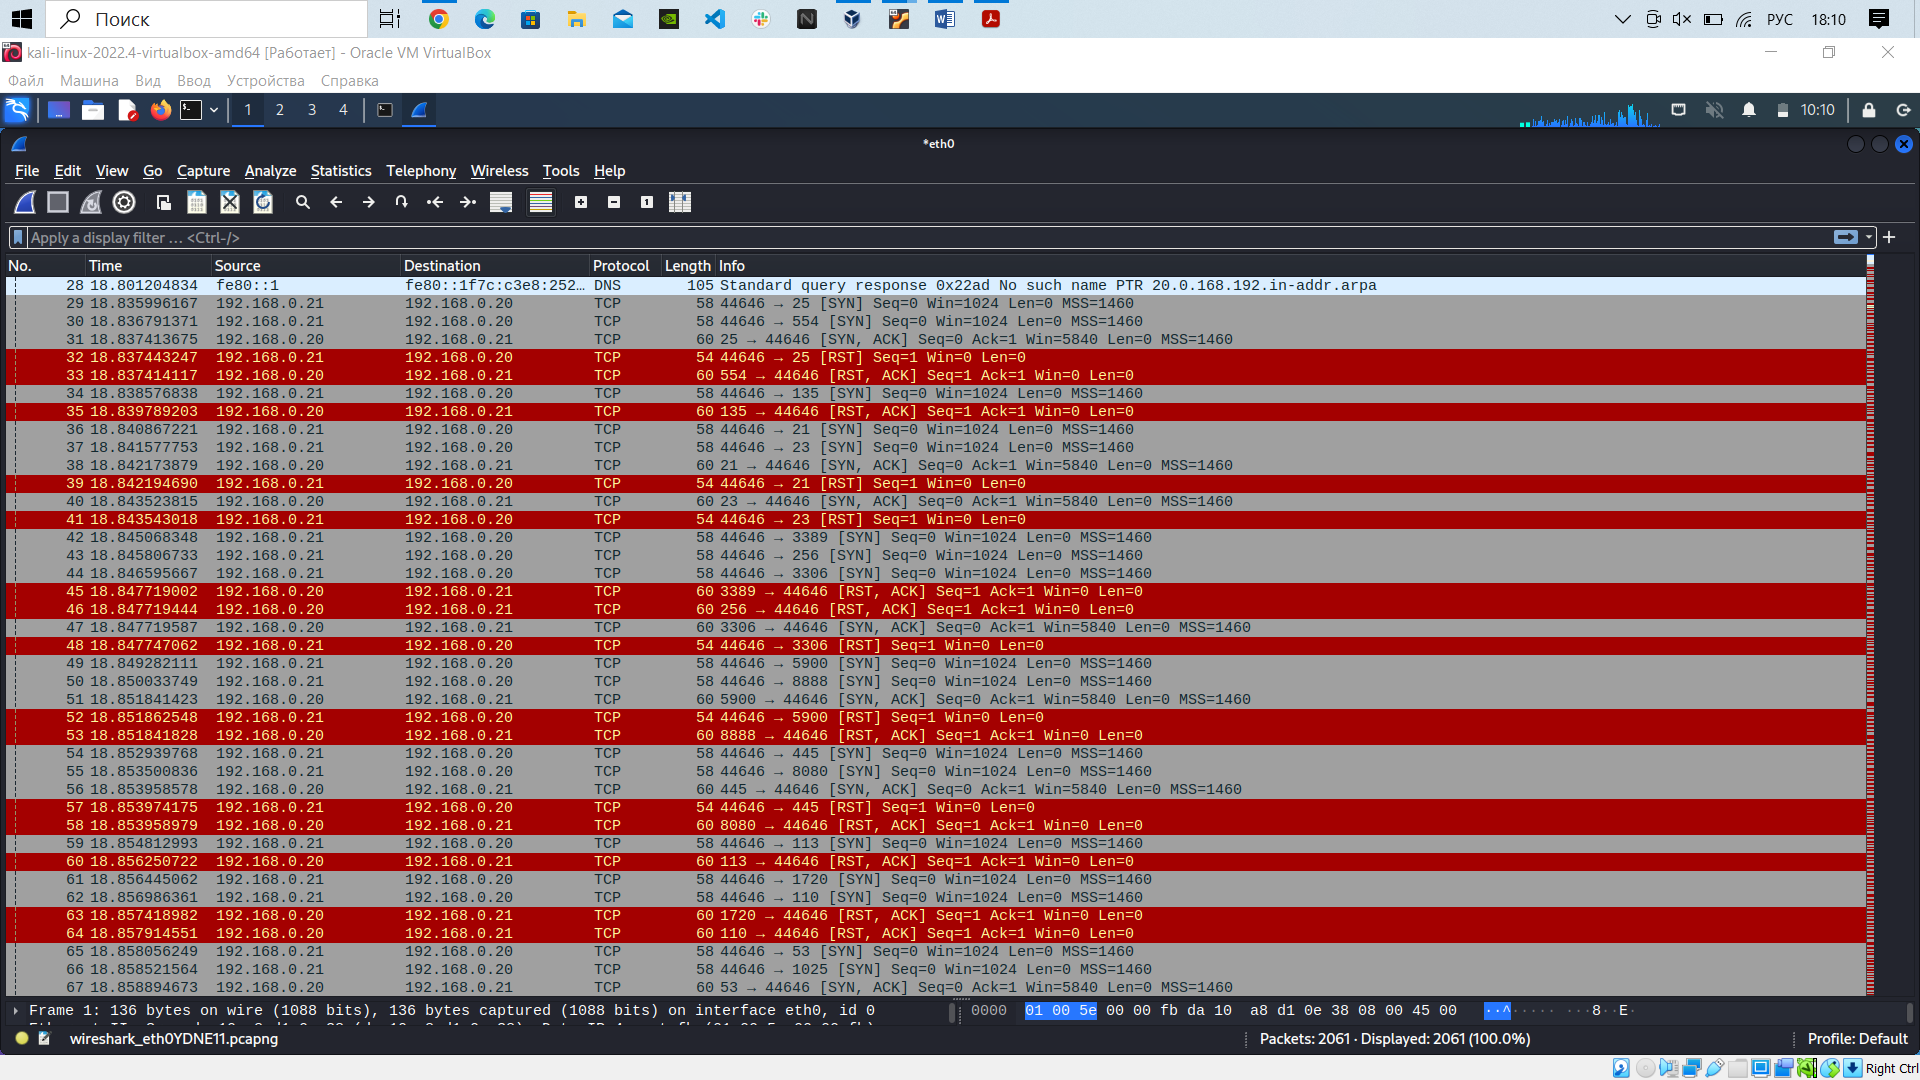 Поиск
РУС 18:10
kali-linux-2022.4-virtualbox-amd64 [Работает] - Oracle VM VirtualBox
Файл Машина Вид Ввод Устройства Справка
1 2 3 4 10:10
*eth0
File Edit View Go Capture Analyze Statistics Telephony Wireless Tools Help
Apply a display filter … <Ctrl-/>
No. Time Source Destination Protocol Length Info
28 18.801204834 fe80::1 fe80::1f7c:c3e8:252… DNS 105 Standard query response 0x22ad No such name PTR 20.0.168.192.in-addr.arpa
29 18.835996167 192.168.0.21 192.168.0.20 TCP 58 44646 → 25 [SYN] Seq=0 Win=1024 Len=0 MSS=1460
30 18.836791371 192.168.0.21 192.168.0.20 TCP 58 44646 → 554 [SYN] Seq=0 Win=1024 Len=0 MSS=1460
31 18.837413675 192.168.0.20 192.168.0.21 TCP 60 25 → 44646 [SYN, ACK] Seq=0 Ack=1 Win=5840 Len=0 MSS=1460
32 18.837443247 192.168.0.21 192.168.0.20 TCP 54 44646 → 25 [RST] Seq=1 Win=0 Len=0
33 18.837414117 192.168.0.20 192.168.0.21 TCP 60 554 → 44646 [RST, ACK] Seq=1 Ack=1 Win=0 Len=0
34 18.838576838 192.168.0.21 192.168.0.20 TCP 58 44646 → 135 [SYN] Seq=0 Win=1024 Len=0 MSS=1460
35 18.839789203 192.168.0.20 192.168.0.21 TCP 60 135 → 44646 [RST, ACK] Seq=1 Ack=1 Win=0 Len=0
36 18.840867221 192.168.0.21 192.168.0.20 TCP 58 44646 → 21 [SYN] Seq=0 Win=1024 Len=0 MSS=1460
37 18.841577753 192.168.0.21 192.168.0.20 TCP 58 44646 → 23 [SYN] Seq=0 Win=1024 Len=0 MSS=1460
38 18.842173879 192.168.0.20 192.168.0.21 TCP 60 21 → 44646 [SYN, ACK] Seq=0 Ack=1 Win=5840 Len=0 MSS=1460
39 18.842194690 192.168.0.21 192.168.0.20 TCP 54 44646 → 21 [RST] Seq=1 Win=0 Len=0
40 18.843523815 192.168.0.20 192.168.0.21 TCP 60 23 → 44646 [SYN, ACK] Seq=0 Ack=1 Win=5840 Len=0 MSS=1460
41 18.843543018 192.168.0.21 192.168.0.20 TCP 54 44646 → 23 [RST] Seq=1 Win=0 Len=0
42 18.845068348 192.168.0.21 192.168.0.20 TCP 58 44646 → 3389 [SYN] Seq=0 Win=1024 Len=0 MSS=1460
43 18.845806733 192.168.0.21 192.168.0.20 TCP 58 44646 → 256 [SYN] Seq=0 Win=1024 Len=0 MSS=1460
44 18.846595667 192.168.0.21 192.168.0.20 TCP 58 44646 → 3306 [SYN] Seq=0 Win=1024 Len=0 MSS=1460
45 18.847719002 192.168.0.20 192.168.0.21 TCP 60 3389 → 44646 [RST, ACK] Seq=1 Ack=1 Win=0 Len=0
46 18.847719444 192.168.0.20 192.168.0.21 TCP 60 256 → 44646 [RST, ACK] Seq=1 Ack=1 Win=0 Len=0
47 18.847719587 192.168.0.20 192.168.0.21 TCP 60 3306 → 44646 [SYN, ACK] Seq=0 Ack=1 Win=5840 Len=0 MSS=1460
48 18.847747062 192.168.0.21 192.168.0.20 TCP 54 44646 → 3306 [RST] Seq=1 Win=0 Len=0
49 18.849282111 192.168.0.21 192.168.0.20 TCP 58 44646 → 5900 [SYN] Seq=0 Win=1024 Len=0 MSS=1460
50 18.850033749 192.168.0.21 192.168.0.20 TCP 58 44646 → 8888 [SYN] Seq=0 Win=1024 Len=0 MSS=1460
51 18.851841423 192.168.0.20 192.168.0.21 TCP 60 5900 → 44646 [SYN, ACK] Seq=0 Ack=1 Win=5840 Len=0 MSS=1460
52 18.851862548 192.168.0.21 192.168.0.20 TCP 54 44646 → 5900 [RST] Seq=1 Win=0 Len=0
53 18.851841828 192.168.0.20 192.168.0.21 TCP 60 8888 → 44646 [RST, ACK] Seq=1 Ack=1 Win=0 Len=0
54 18.852939768 192.168.0.21 192.168.0.20 TCP 58 44646 → 445 [SYN] Seq=0 Win=1024 Len=0 MSS=1460
55 18.853500836 192.168.0.21 192.168.0.20 TCP 58 44646 → 8080 [SYN] Seq=0 Win=1024 Len=0 MSS=1460
56 18.853958578 192.168.0.20 192.168.0.21 TCP 60 445 → 44646 [SYN, ACK] Seq=0 Ack=1 Win=5840 Len=0 MSS=1460
57 18.853974175 192.168.0.21 192.168.0.20 TCP 54 44646 → 445 [RST] Seq=1 Win=0 Len=0
58 18.853958979 192.168.0.20 192.168.0.21 TCP 60 8080 → 44646 [RST, ACK] Seq=1 Ack=1 Win=0 Len=0
59 18.854812993 192.168.0.21 192.168.0.20 TCP 58 44646 → 113 [SYN] Seq=0 Win=1024 Len=0 MSS=1460
60 18.856250722 192.168.0.20 192.168.0.21 TCP 60 113 → 44646 [RST, ACK] Seq=1 Ack=1 Win=0 Len=0
61 18.856445062 192.168.0.21 192.168.0.20 TCP 58 44646 → 1720 [SYN] Seq=0 Win=1024 Len=0 MSS=1460
62 18.856986361 192.168.0.21 192.168.0.20 TCP 58 44646 → 110 [SYN] Seq=0 Win=1024 Len=0 MSS=1460
63 18.857418982 192.168.0.20 192.168.0.21 TCP 60 1720 → 44646 [RST, ACK] Seq=1 Ack=1 Win=0 Len=0
64 18.857914551 192.168.0.20 192.168.0.21 TCP 60 110 → 44646 [RST, ACK] Seq=1 Ack=1 Win=0 Len=0
65 18.858056249 192.168.0.21 192.168.0.20 TCP 58 44646 → 53 [SYN] Seq=0 Win=1024 Len=0 MSS=1460
66 18.858521564 192.168.0.21 192.168.0.20 TCP 58 44646 → 1025 [SYN] Seq=0 Win=1024 Len=0 MSS=1460
67 18.858894673 192.168.0.20 192.168.0.21 TCP 60 53 → 44646 [SYN, ACK] Seq=0 Ack=1 Win=5840 Len=0 MSS=1460
Frame 1: 136 bytes on wire (1088 bits), 136 bytes captured (1088 bits) on interface eth0, id 0
0000 01 00 5e 00 00 fb da 10 a8 d1 0e 38 08 00 45 00 ··^····· ···8··E·
wireshark_eth0YDNE11.pcapng Packets: 2061 · Displayed: 2061 (100.0%) Profile: Default
Right Ctrl